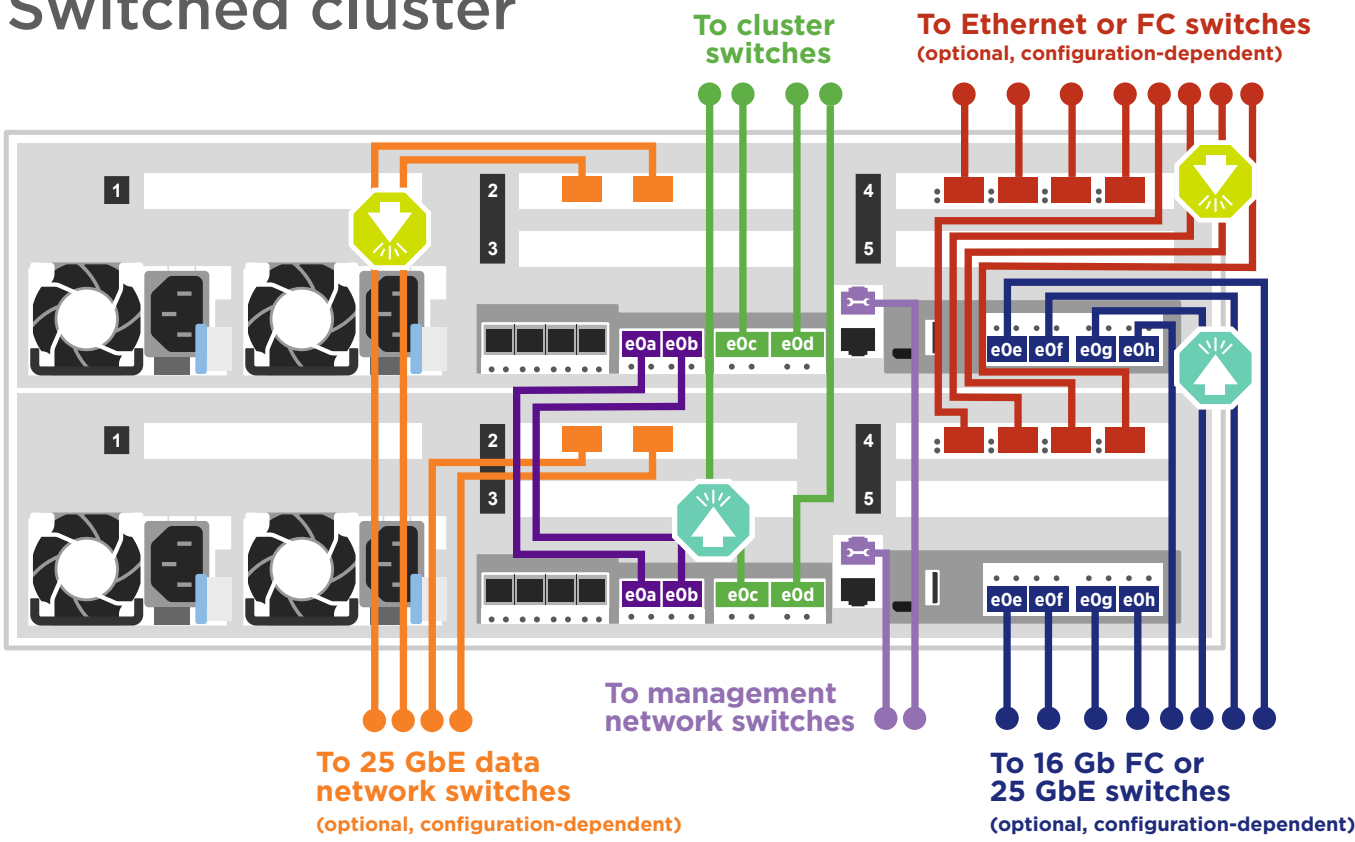 Switched cluster
To cluster
switches
To Ethernet or FC switches
(optional, configuration-dependent)
1
2
3
4
5
e0a e0b e0c e0d
e0e e0f e0g e0h
1
2
3
4
5
e0a e0b e0c e0d
e0e e0f e0g e0h
To management
network switches
To 25 GbE data
network switches
(optional, configuration-dependent)
To 16 Gb FC or
25 GbE switches
(optional, configuration-dependent)